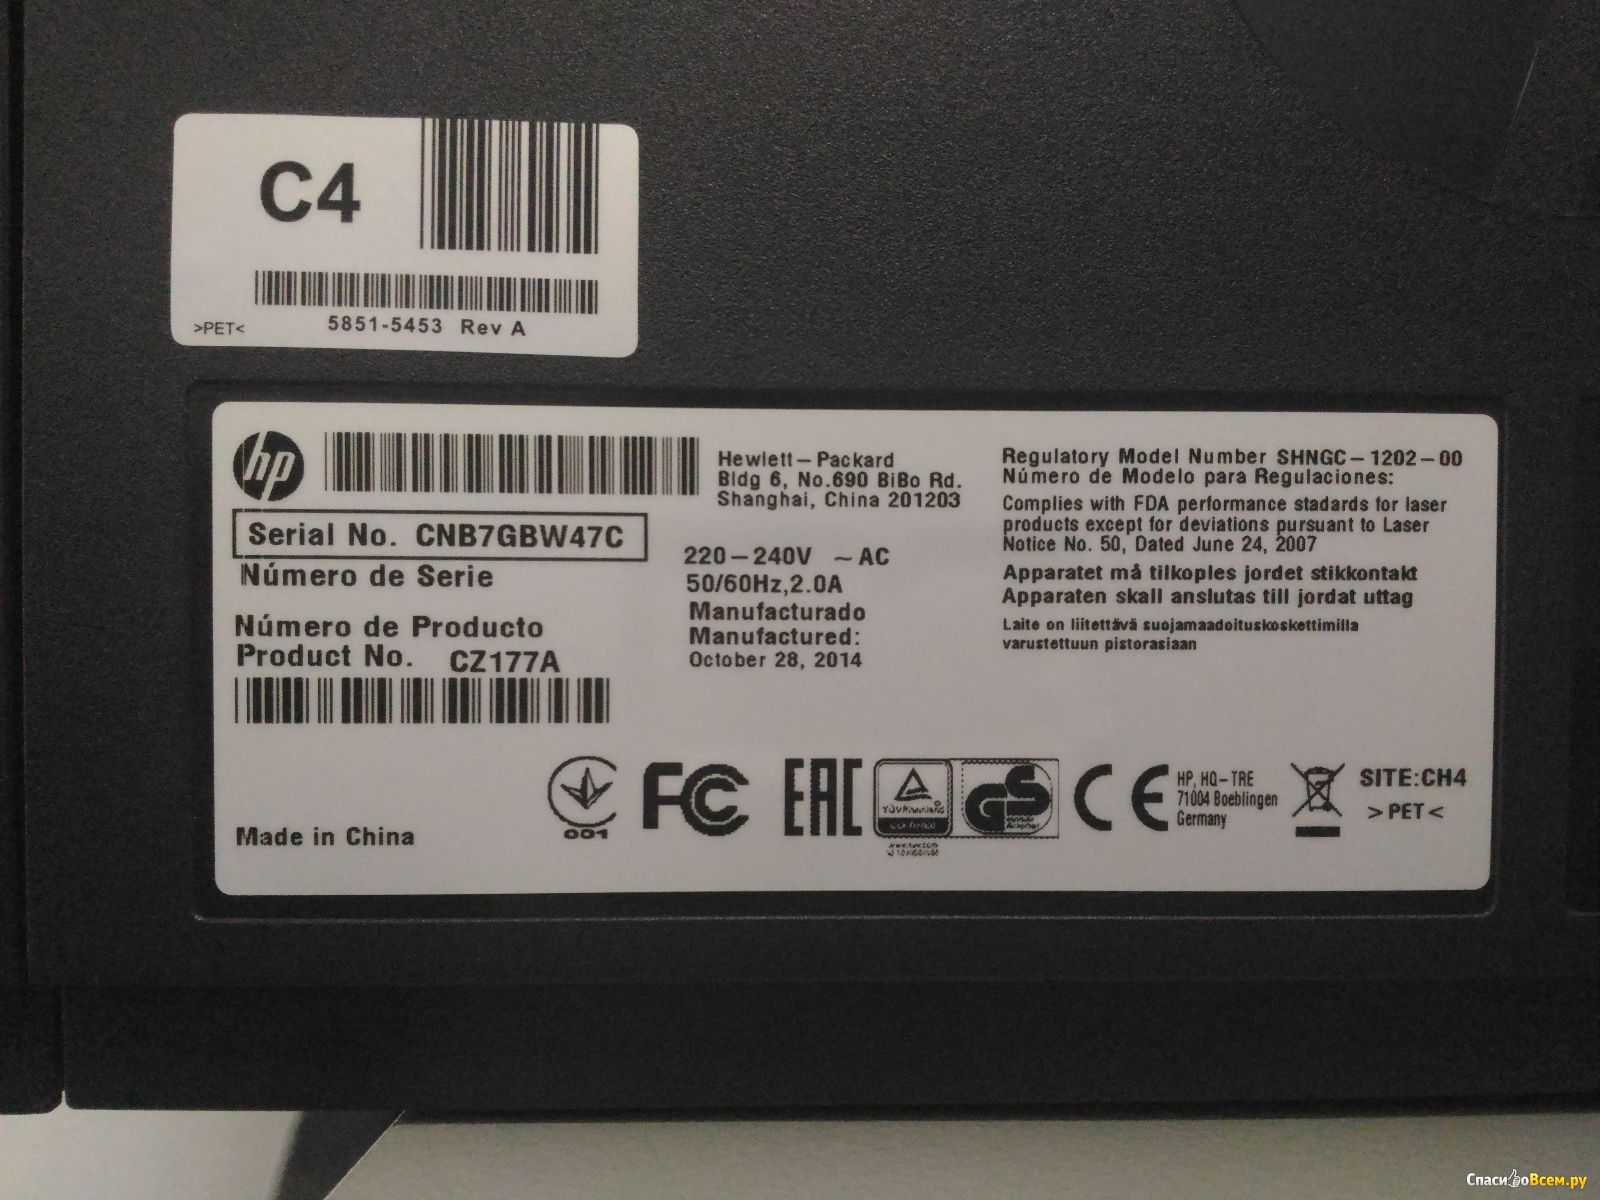 C4
>PET<
5851-5453 Rev A
hp
Serial No. CNB7GBW47C
Número de Serie
Número de Producto
Product No. CZ177A
Made in China
Hewlett-Packard
Bldg 6, No.690 BiBo Rd.
Shanghai, China 201203
220-240V ~AC
50/60Hz,2.0A
Manufacturado
Manufactured:
October 28, 2014
Regulatory Model Number SHNGC-1202-00
Número de Modelo para Regulaciones:
Complies with FDA performance stadards for laser
products except for deviations pursuant to Laser
Notice No. 50, Dated June 24, 2007
Apparatet må tilkoples jordet stikkontakt
Apparaten skall anslutas till jordat uttag
Laite on liitettävä suojamaadoituskoskettimilla
varustettuun pistorasiaan
001
FC
EAC
TÜVRheinland
GS
CE
HP, HQ-TRE
71004 Boeblingen
Germany
SITE:CH4
>PET<
СпасибоВсем.ру